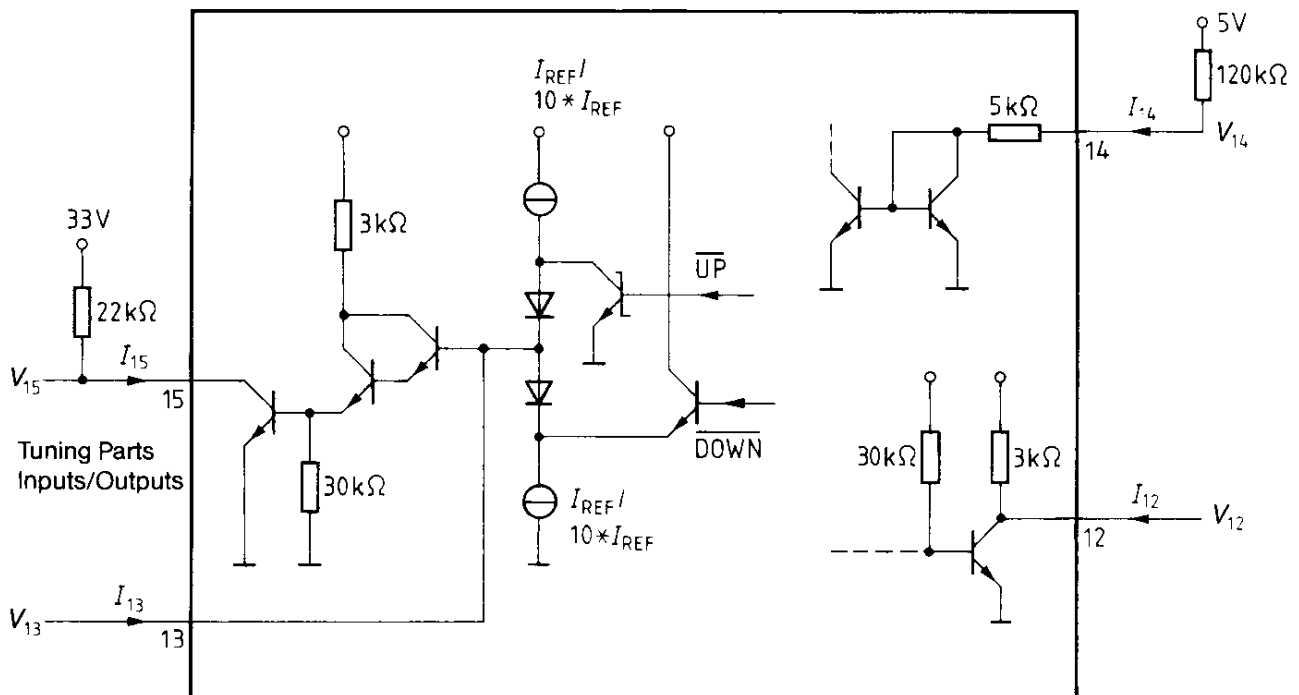 I_REF/
10 * I_REF
5V
120kΩ
5kΩ
I_14
14
V_14
33V
3kΩ
22kΩ
UP
I_15
V_15
15
DOWN
Tuning Parts
Inputs/Outputs
30kΩ
30kΩ
3kΩ
I_REF/
10*I_REF
I_12
12
V_12
I_13
V_13
13